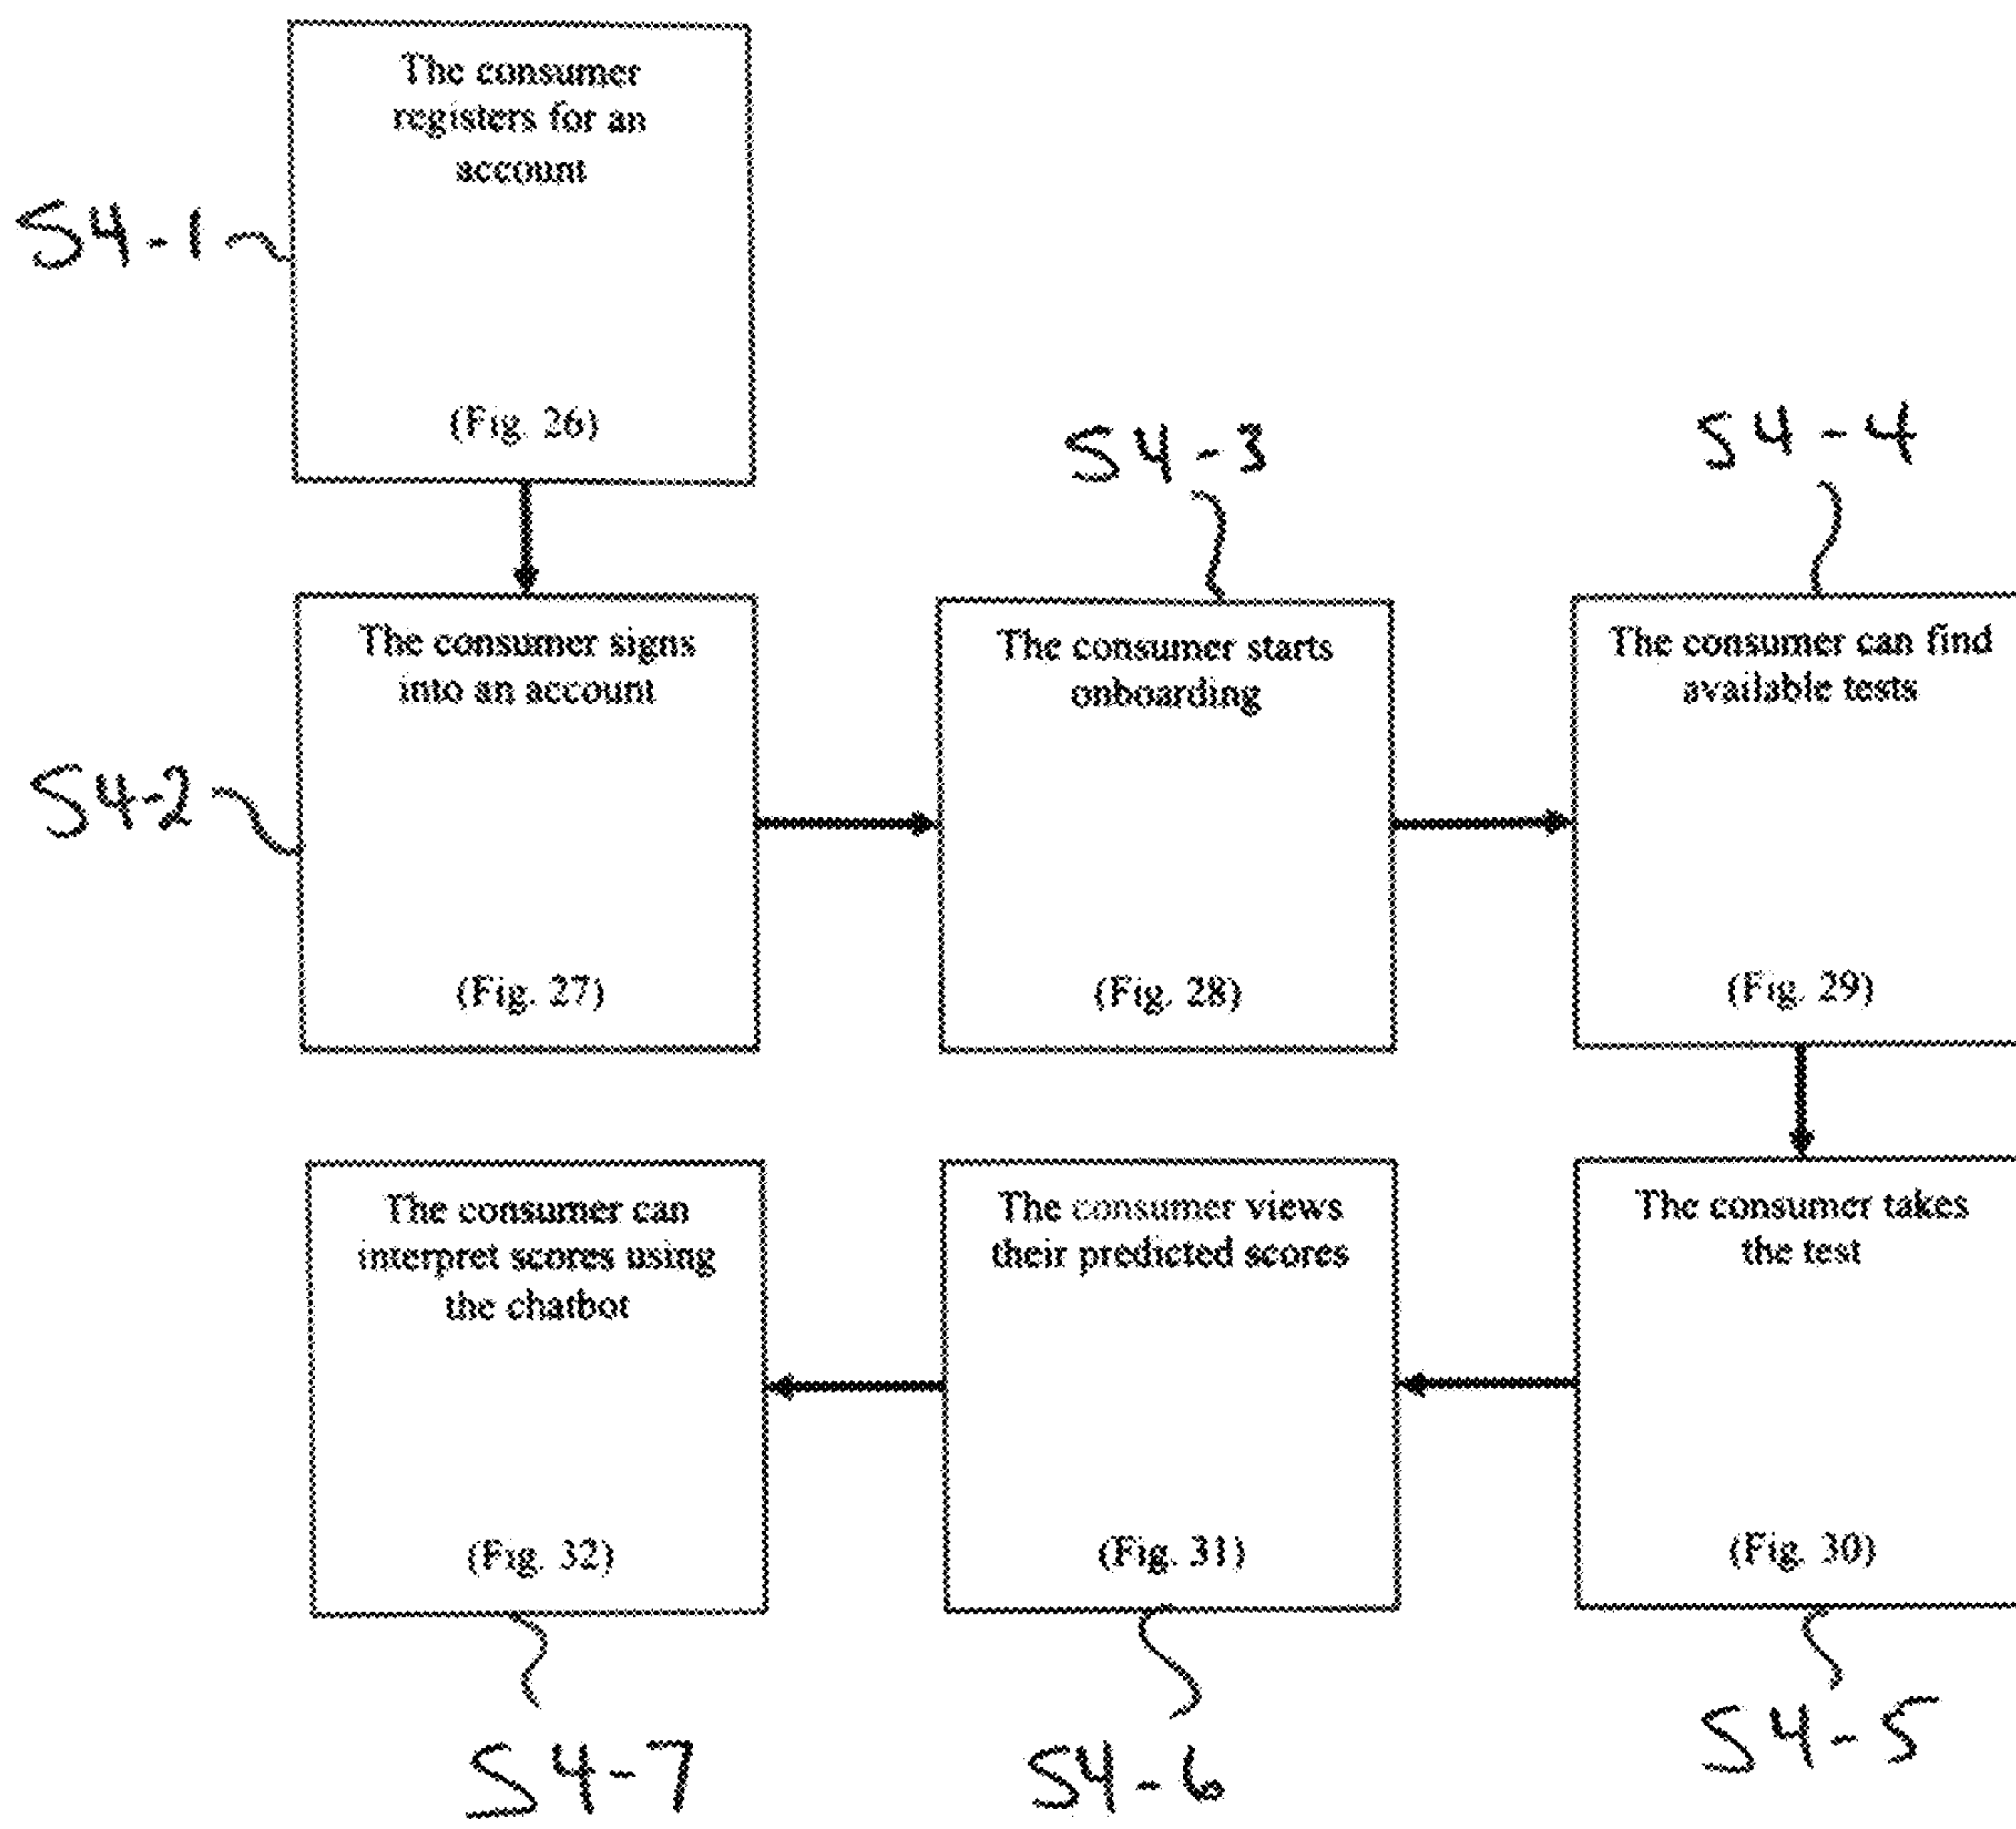 The consumer
registers for an
account
(Fig. 26)
S4-1
The consumer signs
into an account
(Fig. 27)
S4-2
S4-3
The consumer starts
onboarding
(Fig. 28)
S4-4
The consumer can find
available tests
(Fig. 29)
The consumer takes
the test
(Fig. 30)
S4-5
The consumer views
their predicted scores
(Fig. 31)
S4-6
The consumer can
interpret scores using
the chatbot
(Fig. 32)
S4-7